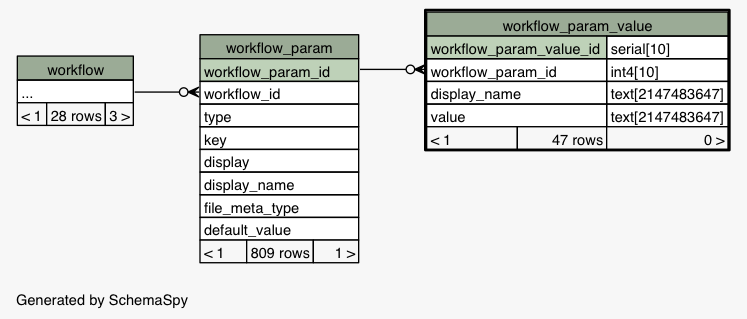 workflow
...
< 1 28 rows 3 >
workflow_param
workflow_param_id
workflow_id
type
key
display
display_name
file_meta_type
default_value
< 1 809 rows 1 >
workflow_param_value
workflow_param_value_id serial[10]
workflow_param_id int4[10]
display_name text[2147483647]
value text[2147483647]
< 1 47 rows 0 >
Generated by SchemaSpy